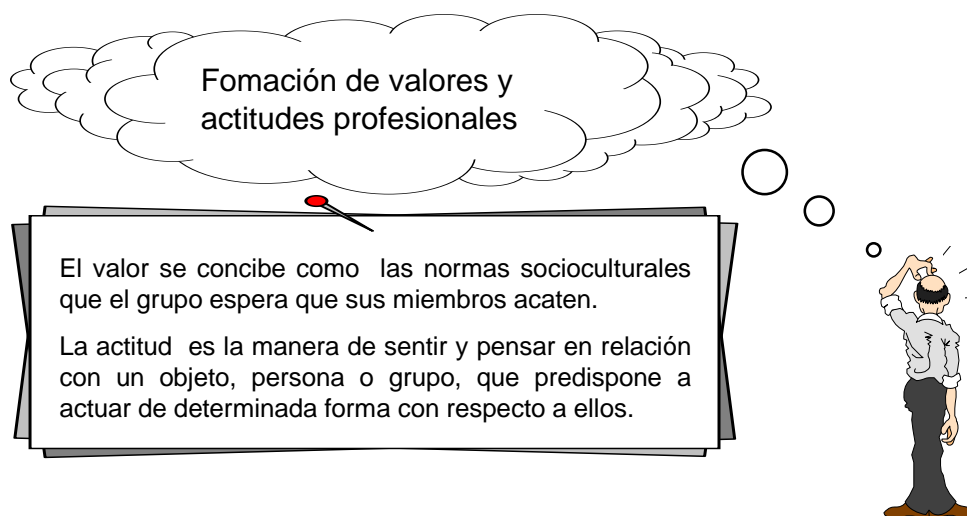 Fomación de valores y
actitudes profesionales
El valor se concibe como las normas socioculturales
que el grupo espera que sus miembros acaten.
La actitud es la manera de sentir y pensar en relación
con un objeto, persona o grupo, que predispone a
actuar de determinada forma con respecto a ellos.